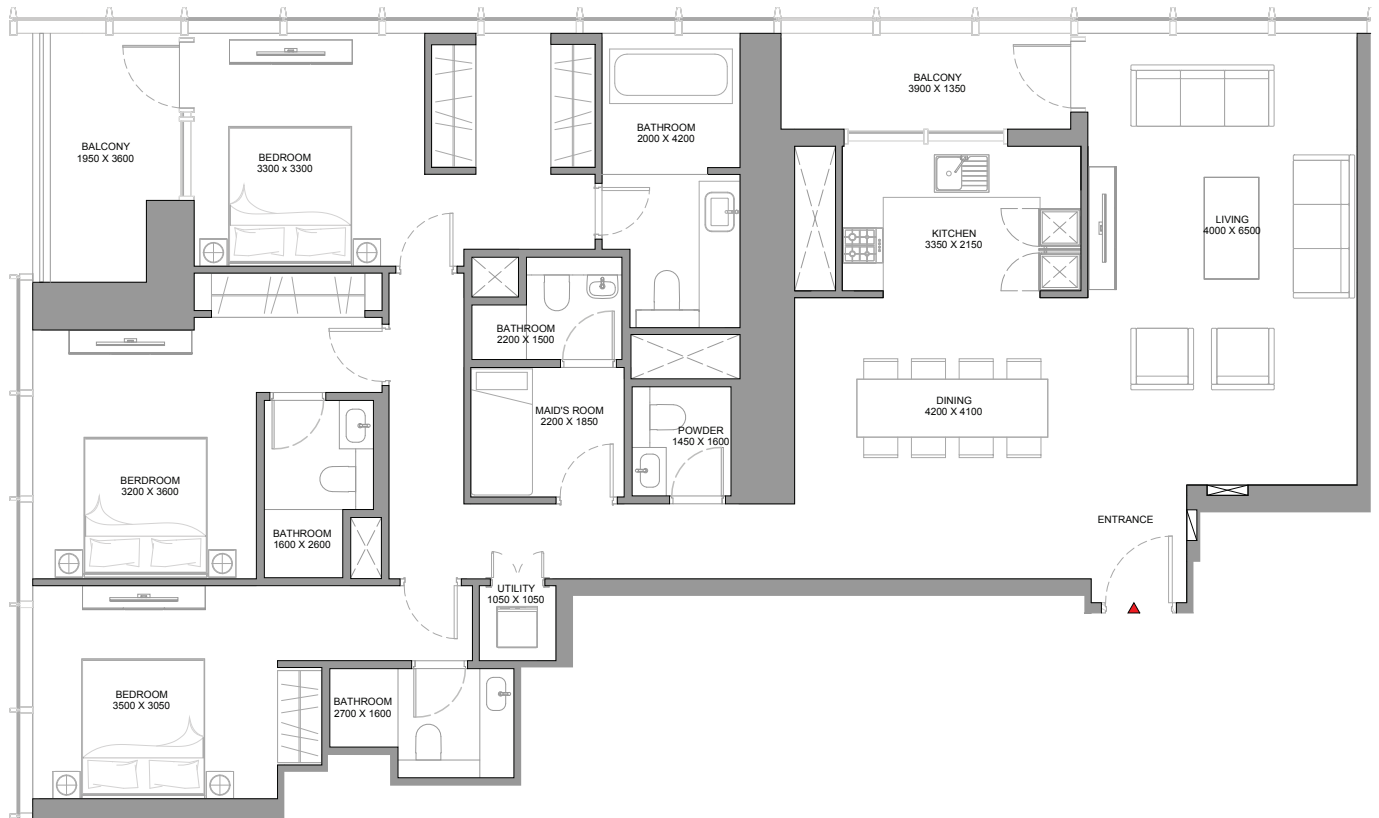 BALCONY
3900 X 1350
BATHROOM
2000 X 4200
BALCONY
1950 X 3600
BEDROOM
3300 x 3300
LIVING
4000 X 6500
KITCHEN
3350 X 2150
BATHROOM
2200 X 1500
MAID'S ROOM
2200 X 1850
POWDER
1450 X 1600
DINING
4200 X 4100
BERDROOM
3200 X 3600
BATHROOM
1600 X 2600
ENTRANCE
UTILITY
1050 X 1050
BEDROOM
3500 X 3050
BATHROOM
2700 X 1600